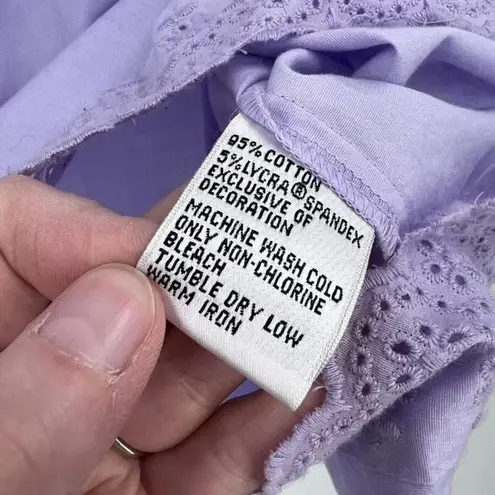 95% COTTON
5% LYCRA® SPANDEX
EXCLUSIVE OF
DECORATION
MACHINE WASH COLD
ONLY NON-CHLORINE
BLEACH
TUMBLE DRY LOW
WARM IRON